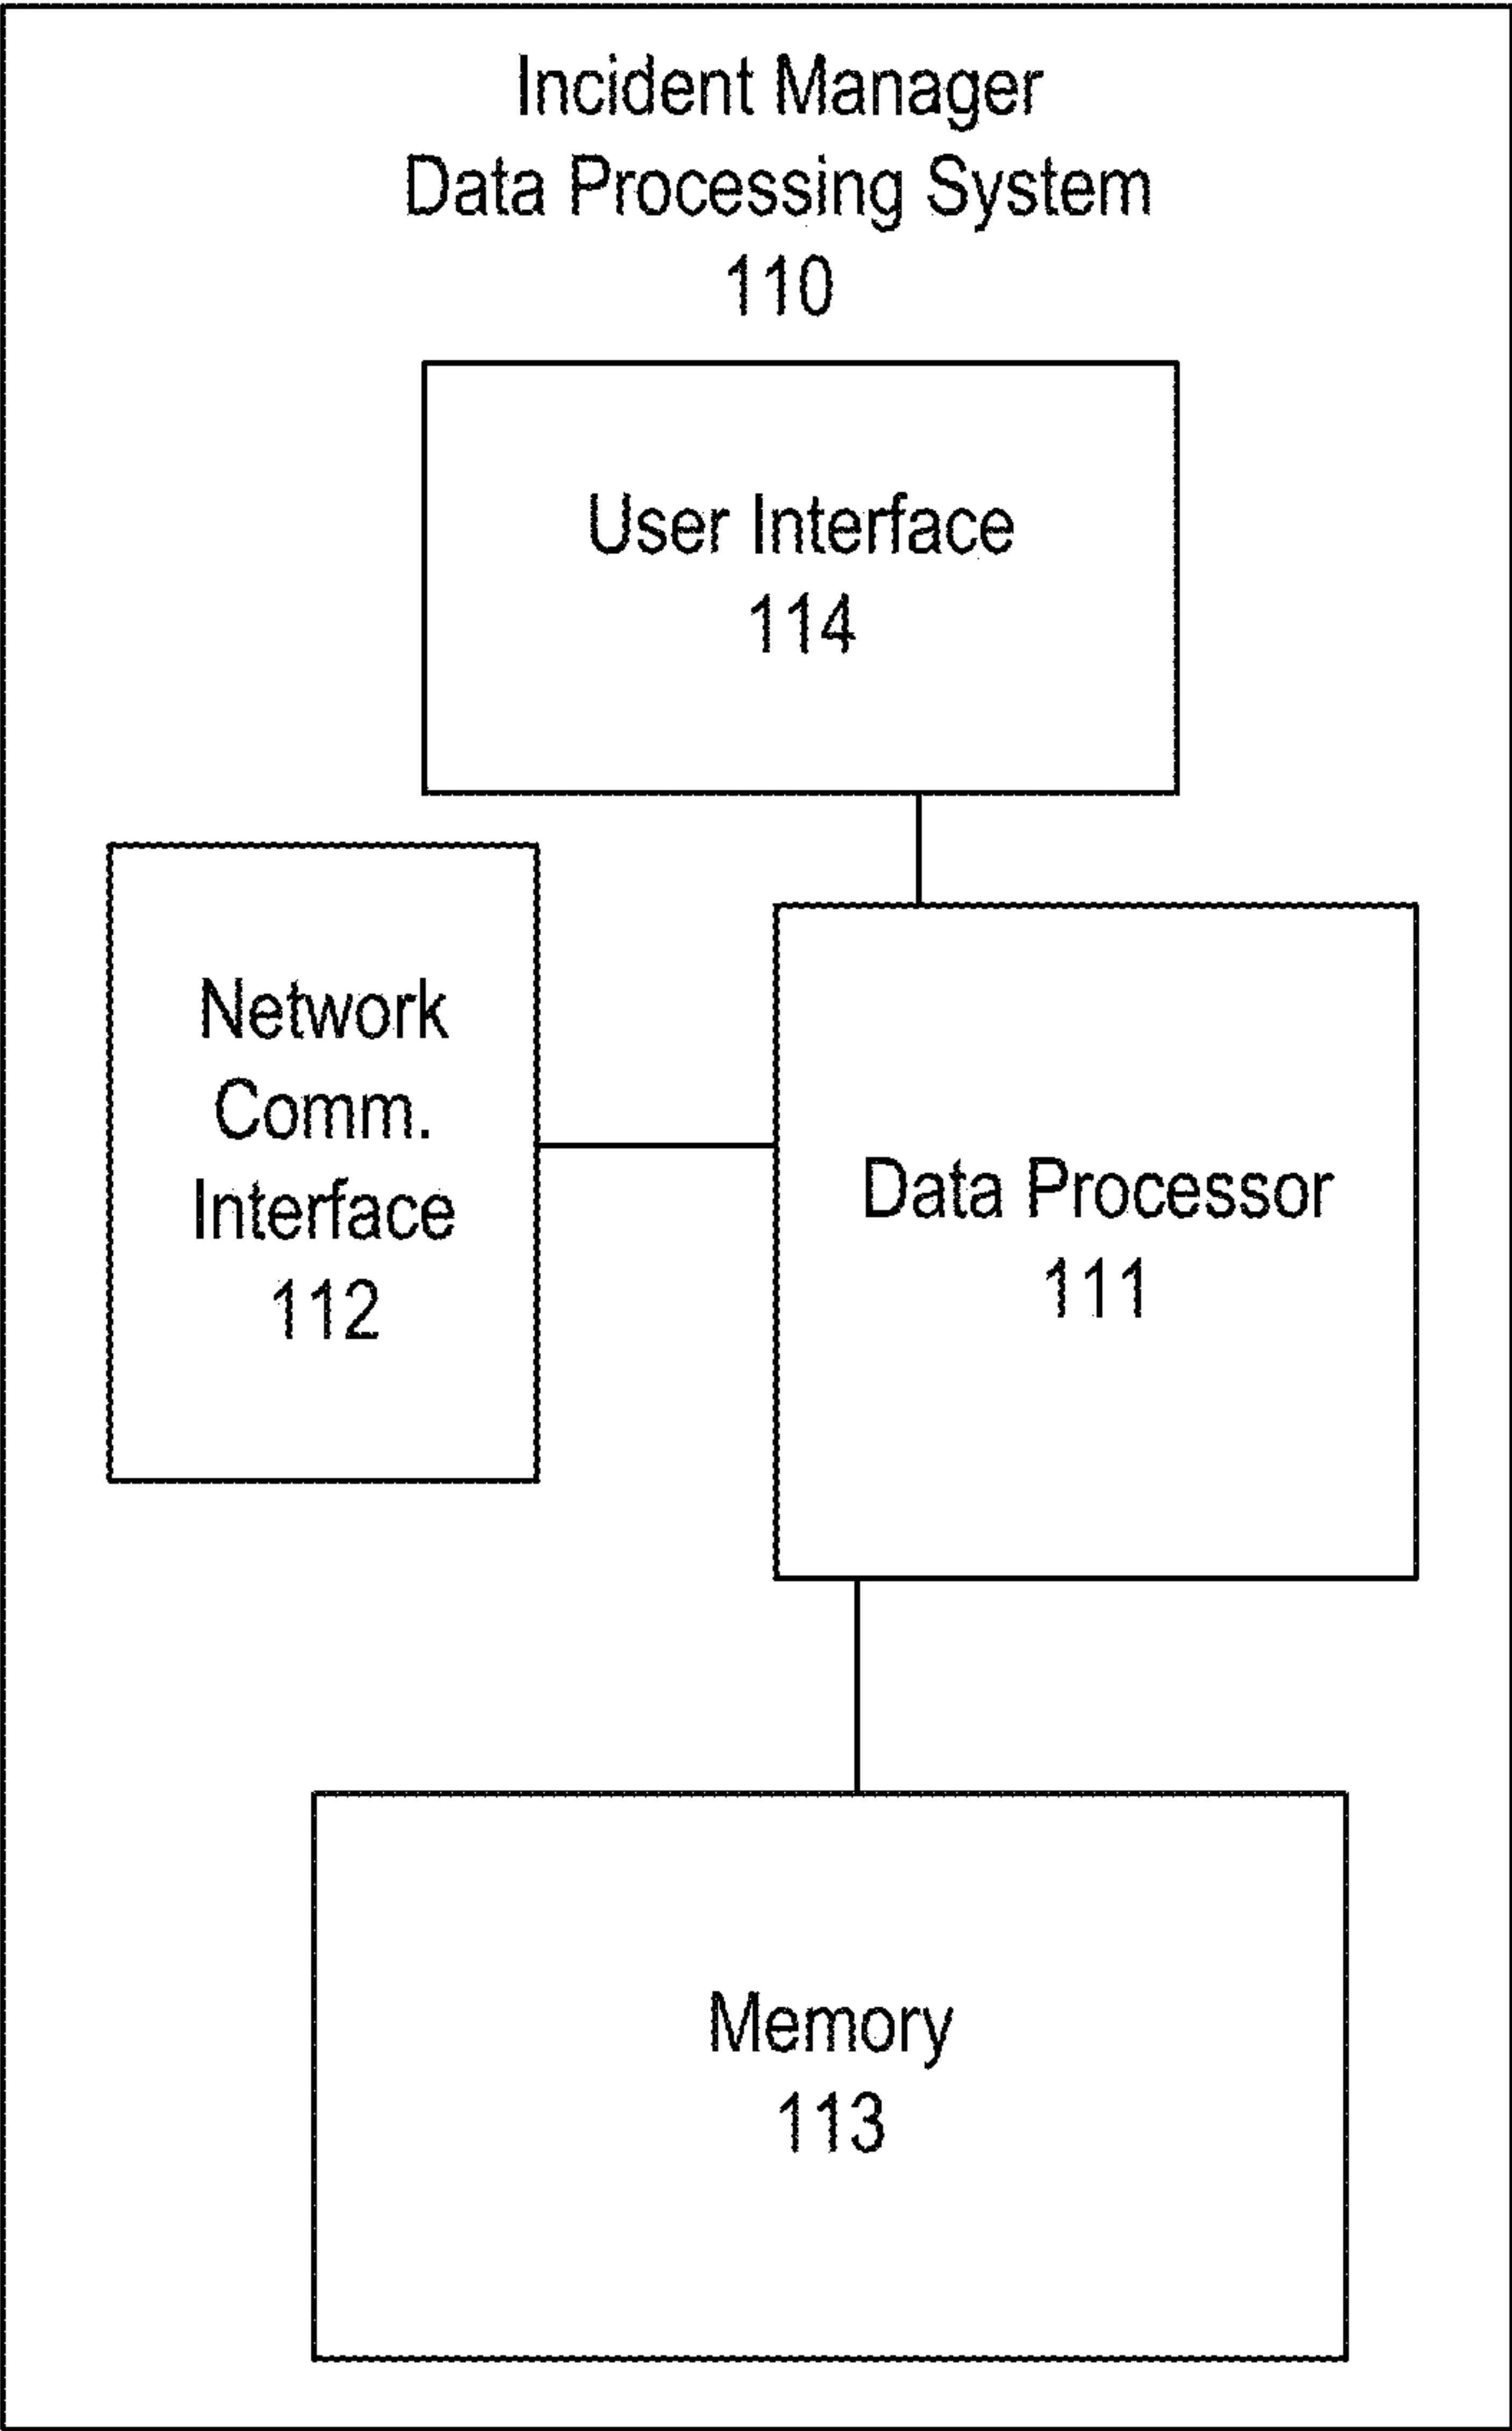 Incident Manager
Data Processing System
110
User Interface
114
Network
Comm.
Interface
112
Data Processor
111
Memory
113